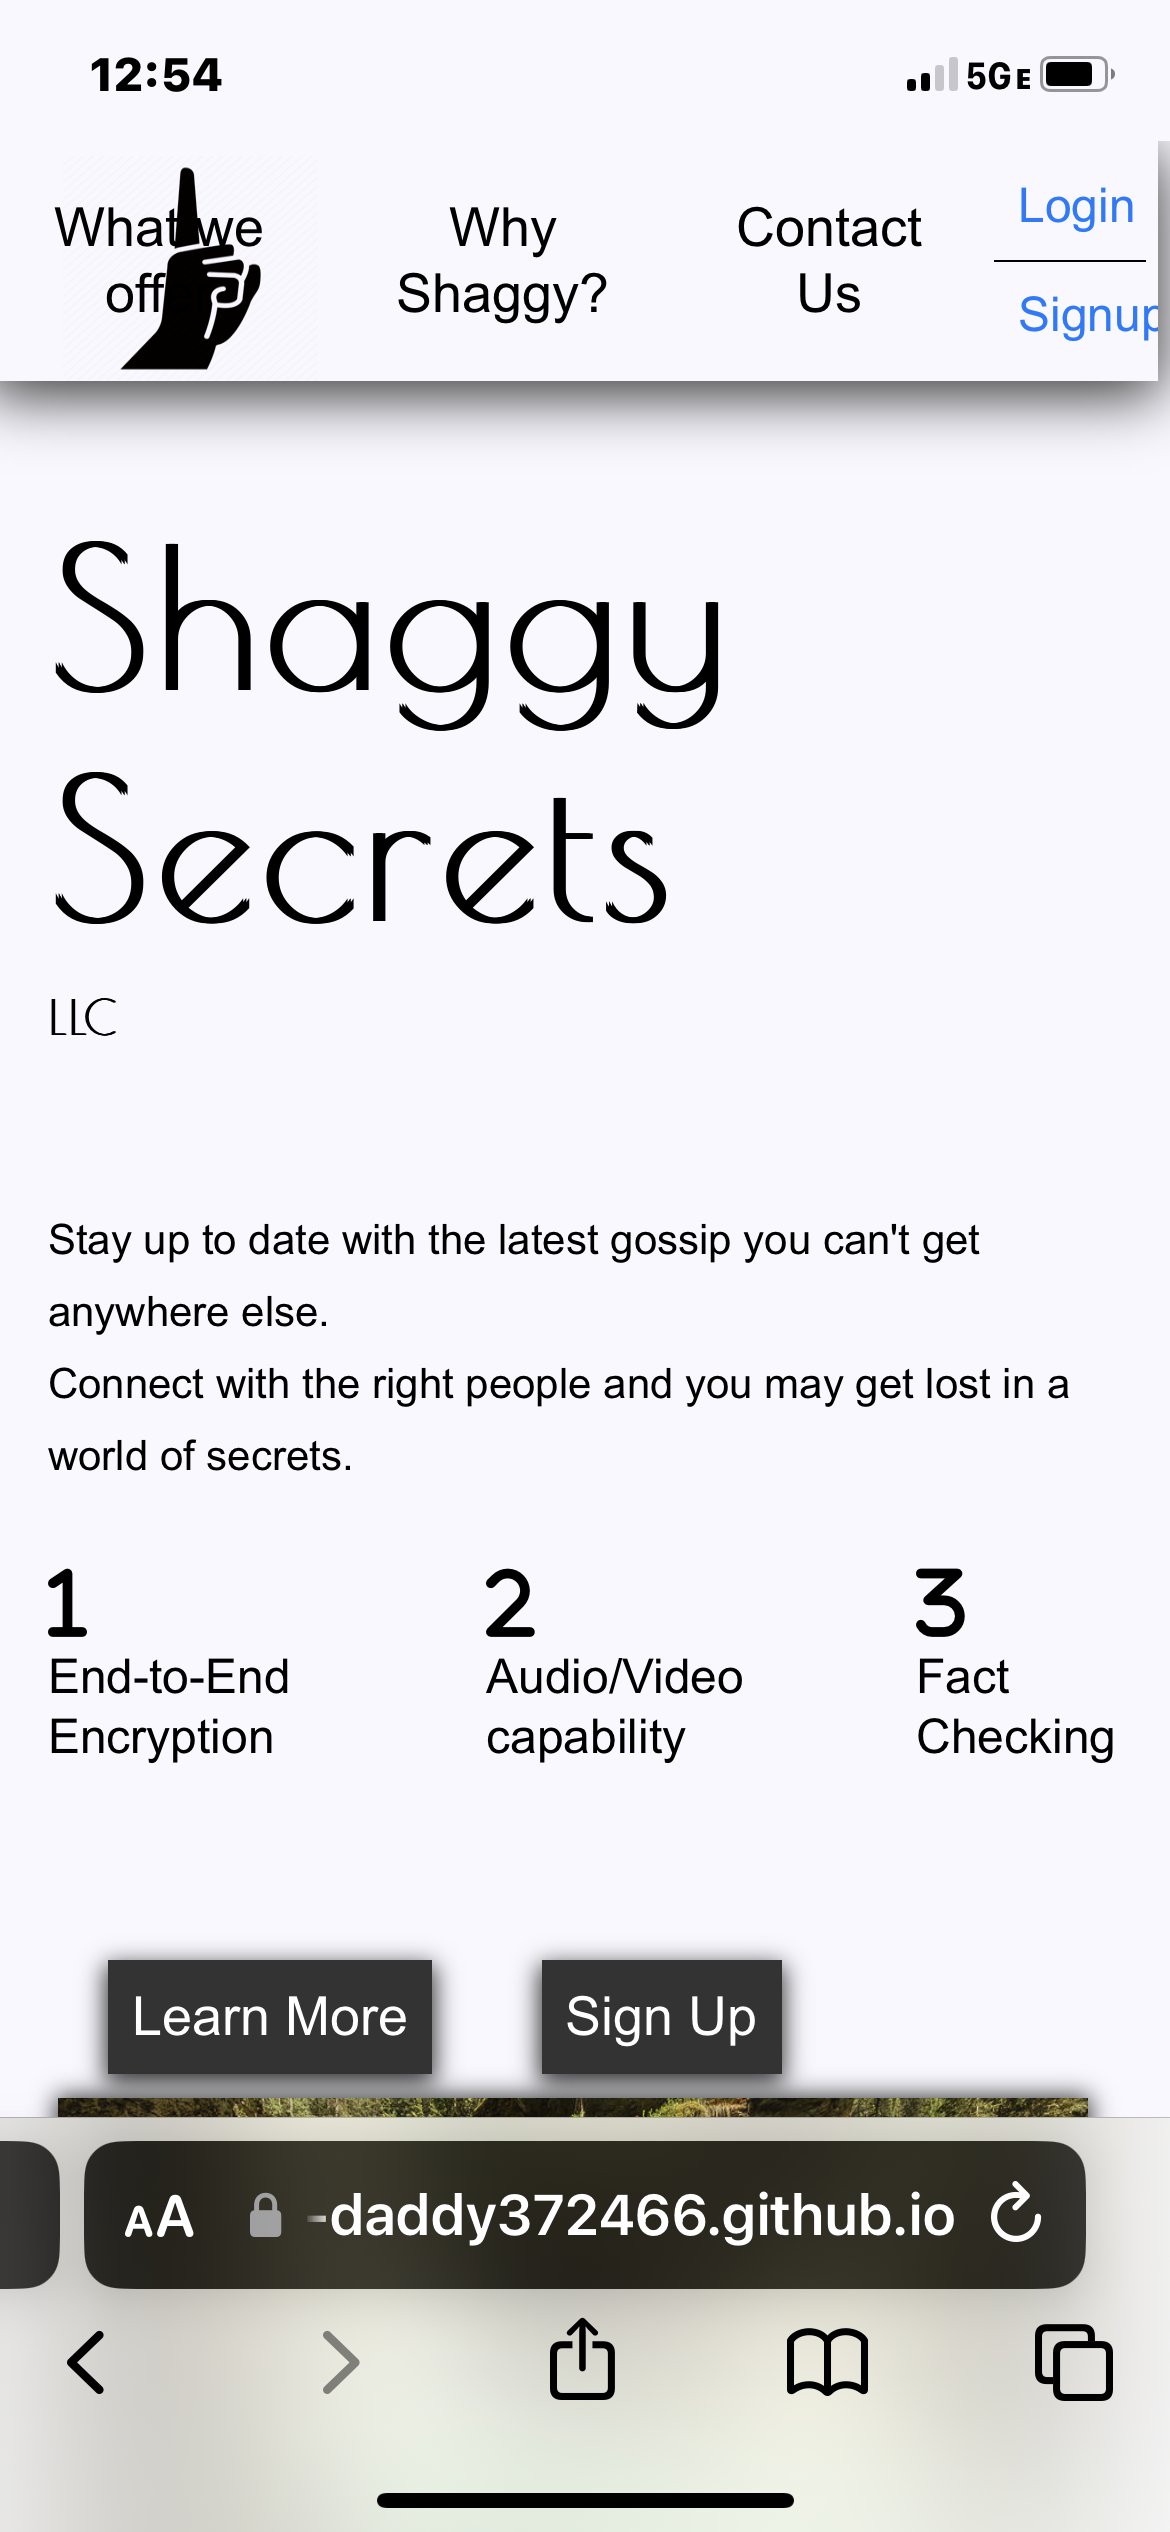 12:54
5GE
What we
offer
Why
Shaggy?
Contact
Us
Login
Signup
Shaggy
Secrets
LLC
Stay up to date with the latest gossip you can't get
anywhere else.
Connect with the right people and you may get lost in a
world of secrets.
1
End-to-End
Encryption
2
Audio/Video
capability
3
Fact
Checking
Learn More
Sign Up
AA
-daddy372466.github.io